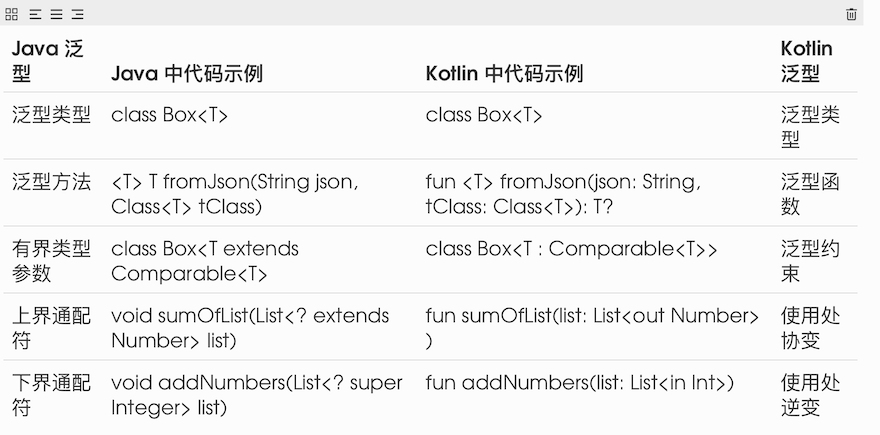 Java 泛型 Java 中代码示例 Kotlin 中代码示例 Kotlin 泛型
泛型类型 class Box<T> class Box<T> 泛型类型
泛型方法 <T> T fromJson(String json, Class<T> tClass) fun <T> fromJson(json: String, tClass: Class<T>): T? 泛型函数
有界类型参数 class Box<T extends Comparable<T> class Box<T : Comparable<T>> 泛型约束
上界通配符 void sumOfList(List<? extends Number> list) fun sumOfList(list: List<out Number>) 使用处协变
下界通配符 void addNumbers(List<? super Integer> list) fun addNumbers(list: List<in Int>) 使用处逆变